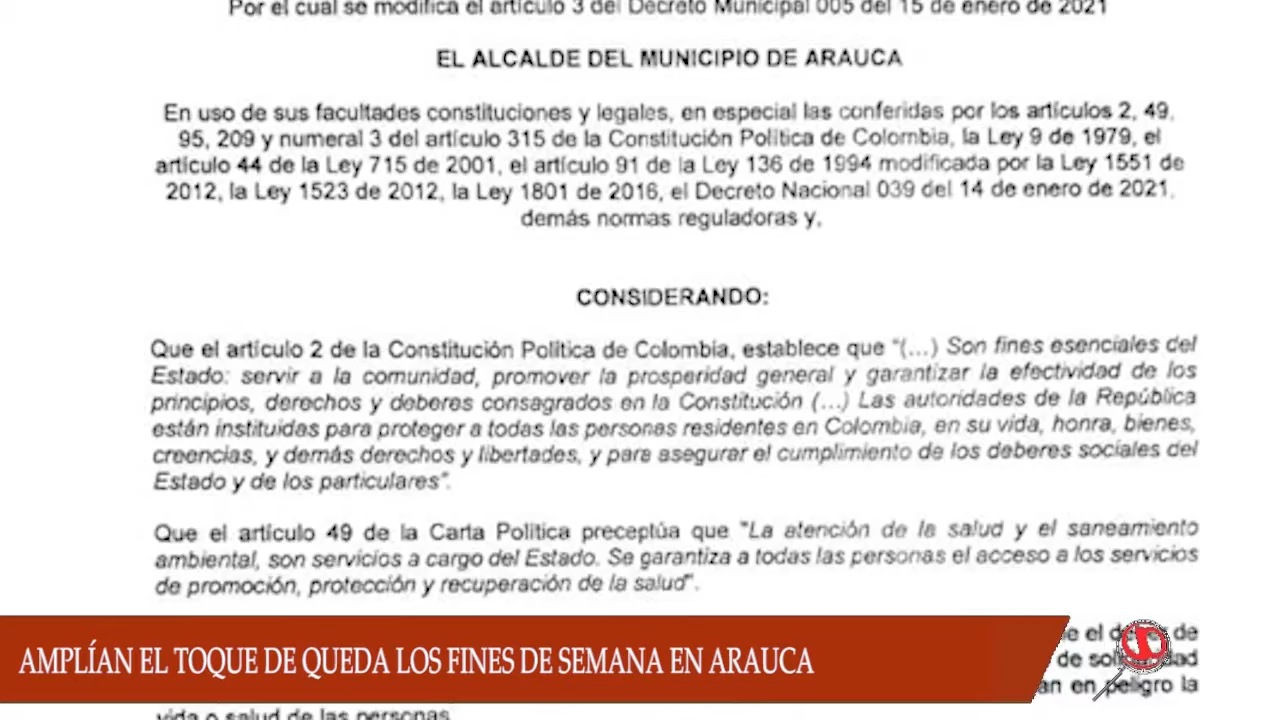 Por el cual se modifica el artículo 3 del Decreto Municipal 005 del 15 de enero de 2021
EL ALCALDE DEL MUNICIPIO DE ARAUCA
En uso de sus facultades constituciones y legales, en especial las conferidas por los artículos 2, 49,
95, 209 y numeral 3 del artículo 315 de la Constitución Política de Colombia, la Ley 9 de 1979, el
artículo 44 de la Ley 715 de 2001, el artículo 91 de la Ley 136 de 1994 modificada por la Ley 1551 de
2012, la Ley 1523 de 2012, la Ley 1801 de 2016, el Decreto Nacional 039 del 14 de enero de 2021,
demás normas reguladoras y,
CONSIDERANDO:
Que el artículo 2 de la Constitución Política de Colombia, establece que "(...) Son fines esenciales del
Estado: servir a la comunidad, promover la prosperidad general y garantizar la efectividad de los
principios, derechos y deberes consagrados en la Constitución (...) Las autoridades de la República
están instituidas para proteger a todas las personas residentes en Colombia, en su vida, honra, bienes,
creencias, y demás derechos y libertades, y para asegurar el cumplimiento de los deberes sociales del
Estado y de los particulares".
Que el artículo 49 de la Carta Política preceptúa que "La atención de la salud y el saneamiento
ambiental, son servicios a cargo del Estado. Se garantiza a todas las personas el acceso a los servicios
de promoción, protección y recuperación de la salud".
el de
de
en peligro la
vida o salud de las personas
AMPLÍAN EL TOQUE DE QUEDA LOS FINES DE SEMANA EN ARAUCA